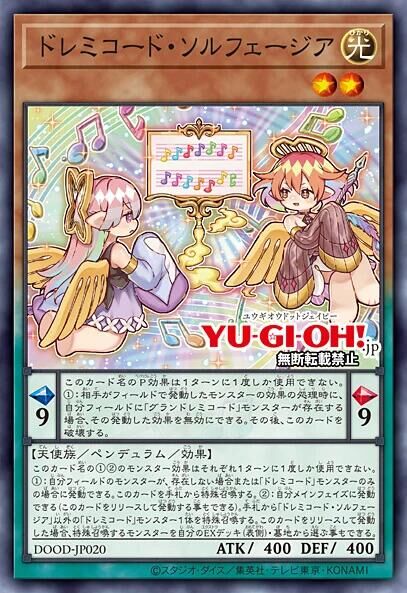 ドレミコード・ソルフェージア
光
ユウギオウドットジェイピー
YU-GI-OH!.jp
無断転載禁止
このカード名のP効果は1ターンに1度しか使用できない。
①:相手がフィールドで発動したモンスターの効果の処理時に、
自分フィールドに「グランドレミコード」モンスターが存在する
場合、その発動した効果を無効にできる。その後、このカードを
破壊する。
9
9
【天使族/ペンデュラム/効果】
このカード名の①②のモンスター効果はそれぞれ1ターンに1度しか使用できない。
①:自分フィールドのモンスターが、存在しない場合または「ドレミコード」モンスターのみ
の場合に発動できる。このカードを手札から特殊召喚する。②:自分メインフェイズに発動
できる(このカードをリリースして発動する事もできる)。手札から「ドレミコード・ソルフェー
ジア」以外の「ドレミコード」モンスター1体を特殊召喚する。このカードをリリースして発動
した場合、特殊召喚するモンスターを自分のEXデッキ(表側)・墓地から選ぶ事もできる。
DOOD-JP020
ATK/ 400 DEF/ 400
©スタジオ・ダイス/集英社・テレビ東京・KONAMI